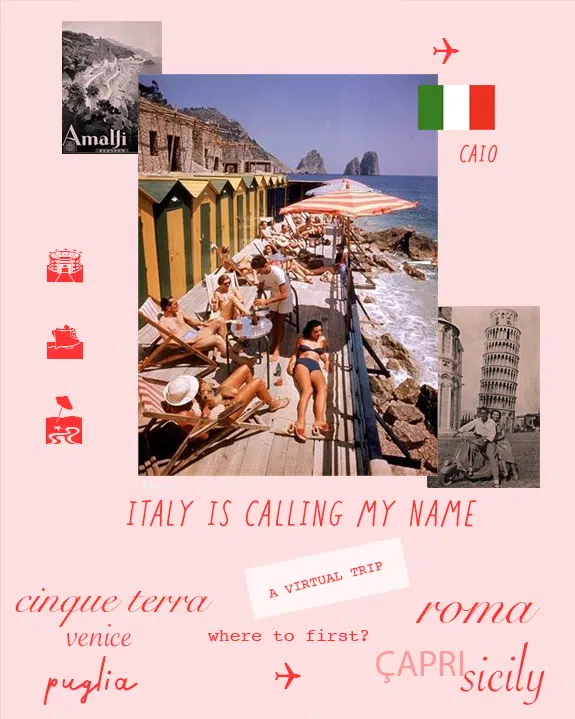 Amalfi
CAIO
ITALY IS CALLING MY NAME
A VIRTUAL TRIP
cinque terra
roma
venice
where to first?
ÇAPRI
puglia
sicily